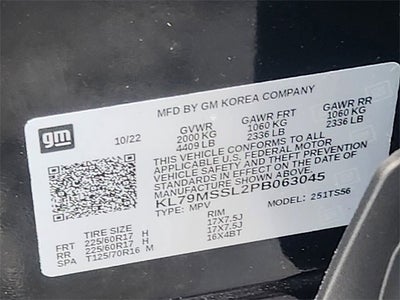 MFD BY GM KOREA COMPANY
gm
10/22
GVWR GAWR FRT GAWR RR
2000 KG 1060 KG 1060 KG
4409 LB 2336 LB 2336 LB
THIS VEHICLE CONFORMS TO ALL
APPLICABLE U.S. FEDERAL MOTOR
VEHICLE SAFETY AND THEFT PREVENTION
STANDARDS IN EFFECT ON THE DATE OF
MANUFACTURE SHOWN ABOVE.
KL79MSSL2PB063045
TYPE: MPV MODEL: 251TS56
TIRE SIZE RIM
FRT 225/60R17 H 17X7.5J
RR 225/60R17 H 17X7.5J
SPA T125/70R16 M 16X4BT